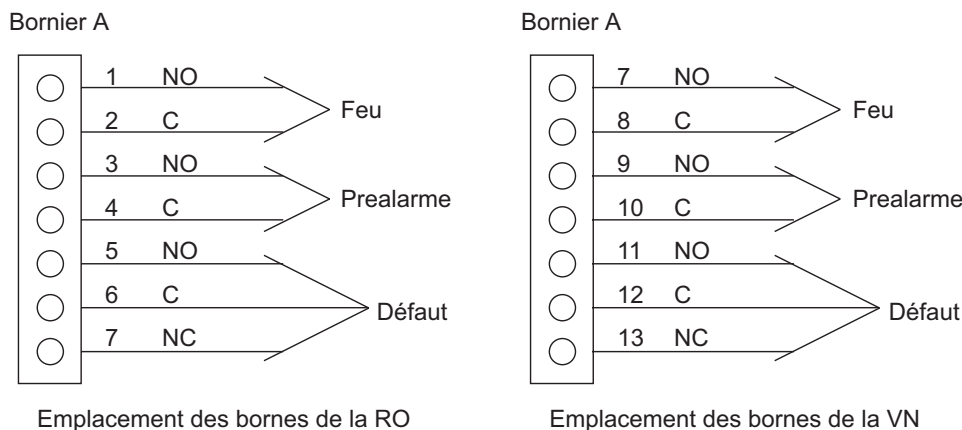 Bornier A
1 NO
2 C
Feu
3 NO
4 C
Prealarme
5 NO
6 C
7 NC
Défaut
Emplacement des bornes de la RO
Bornier A
7 NO
8 C
Feu
9 NO
10 C
Prealarme
11 NO
12 C
13 NC
Défaut
Emplacement des bornes de la VN